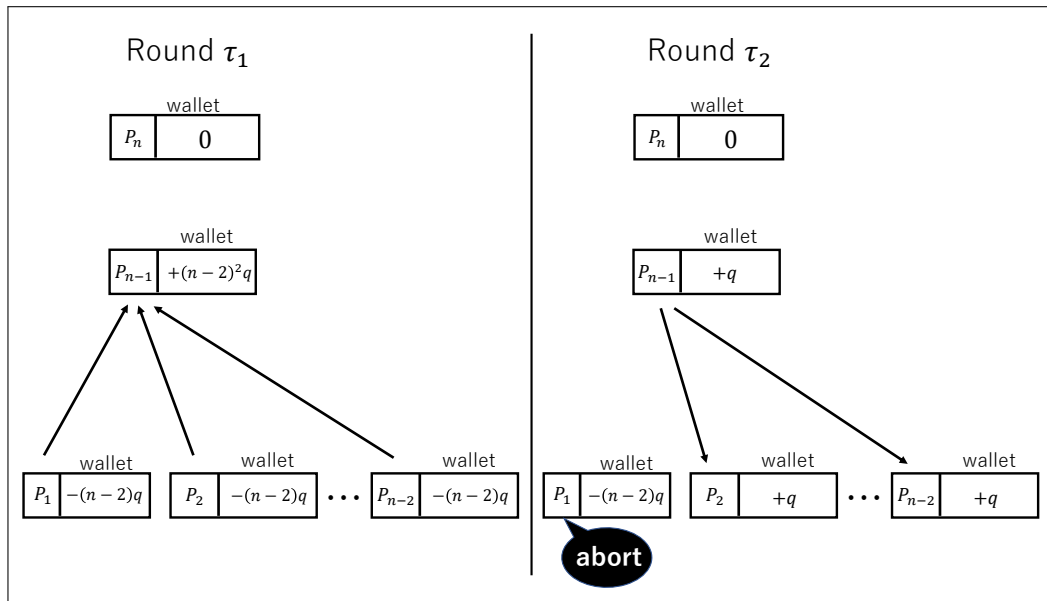 Round τ₁
wallet
Pₙ 0
wallet
Pₙ₋₁ +(n−2)²q
wallet wallet wallet
P₁ −(n−2)q P₂ −(n−2)q ⋯ Pₙ₋₂ −(n−2)q
Round τ₂
wallet
Pₙ 0
wallet
Pₙ₋₁ +q
wallet wallet wallet
P₁ −(n−2)q P₂ +q ⋯ Pₙ₋₂ +q
abort